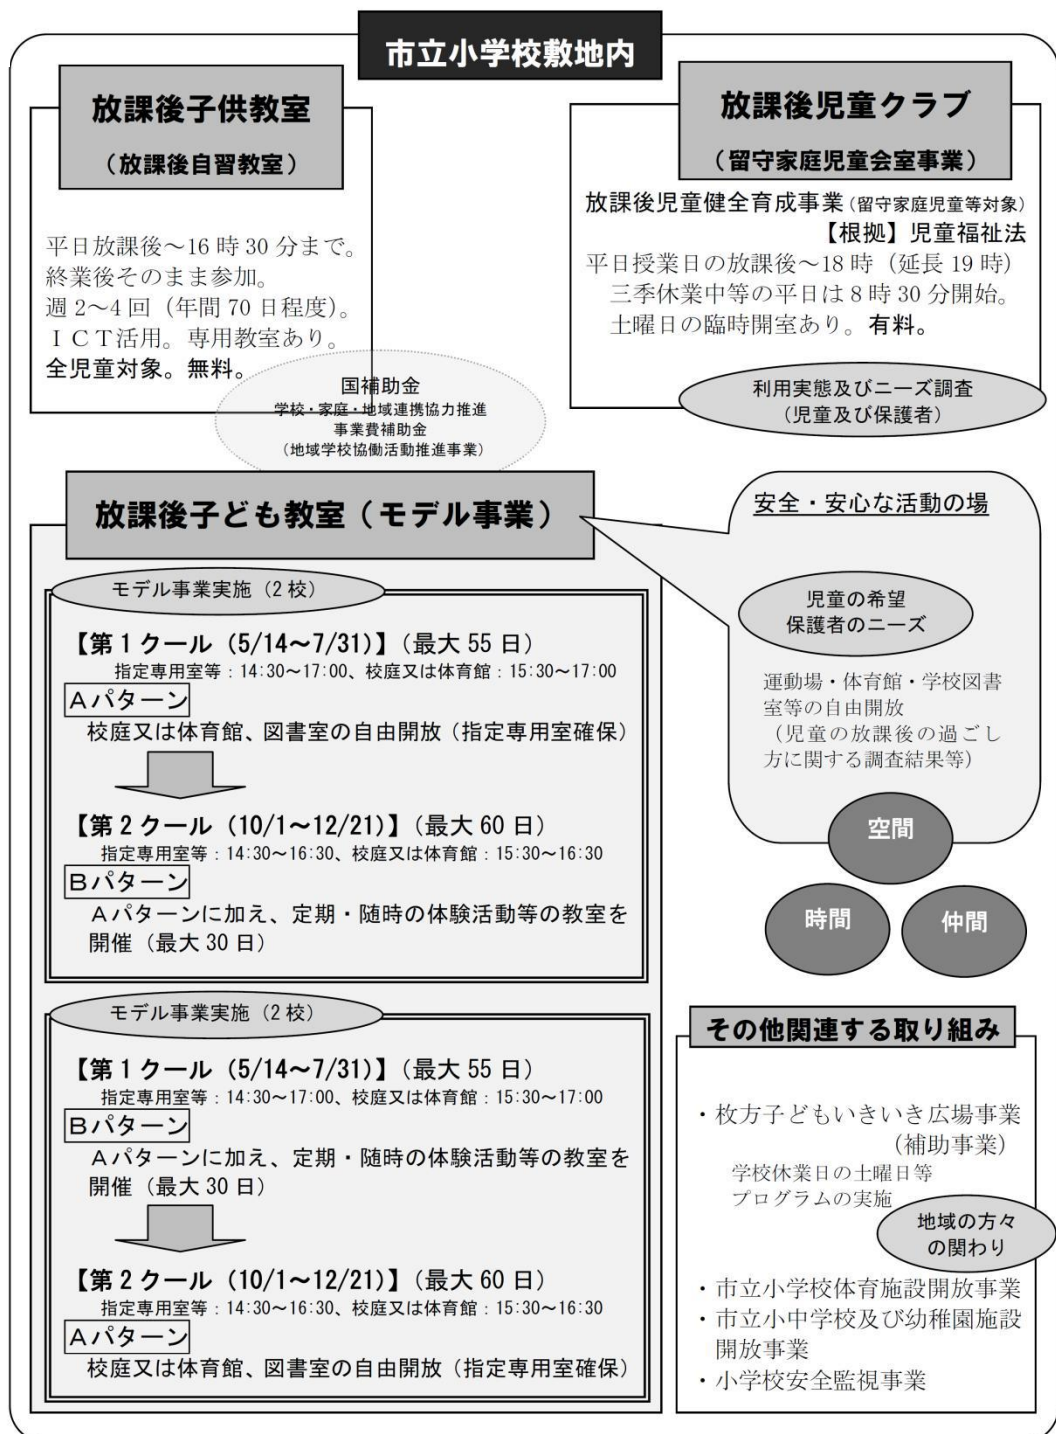 市立小学校敷地内
放課後子供教室
（放課後自習教室）
平日放課後～16時30分まで。
終業後そのまま参加。
週2～4回（年間70日程度）。
ＩＣＴ活用。専用教室あり。
全児童対象。無料。
放課後児童クラブ
（留守家庭児童会室事業）
放課後児童健全育成事業（留守家庭児童等対象）
【根拠】児童福祉法
平日授業日の放課後～18時（延長19時）
三季休業中等の平日は8時30分開始。
土曜日の臨時開室あり。有料。
国補助金
学校・家庭・地域連携協力推進
事業費補助金
（地域学校協働活動推進事業）
利用実態及びニーズ調査
（児童及び保護者）
放課後子ども教室（モデル事業）
モデル事業実施（2校）
【第1クール（5/14～7/31)】（最大55日）
指定専用室等：14:30～17:00、校庭又は体育館：15:30～17:00
Ａパターン
校庭又は体育館、図書室の自由開放（指定専用室確保）
【第2クール（10/1～12/21)】（最大60日）
指定専用室等：14:30～16:30、校庭又は体育館：15:30～16:30
Ｂパターン
Ａパターンに加え、定期・随時の体験活動等の教室を
開催（最大30日）
モデル事業実施（2校）
【第1クール（5/14～7/31)】（最大55日）
指定専用室等：14:30～17:00、校庭又は体育館：15:30～17:00
Ｂパターン
Ａパターンに加え、定期・随時の体験活動等の教室を
開催（最大30日）
【第2クール（10/1～12/21)】（最大60日）
指定専用室等：14:30～16:30、校庭又は体育館：15:30～16:30
Ａパターン
校庭又は体育館、図書室の自由開放（指定専用室確保）
安全・安心な活動の場
児童の希望
保護者のニーズ
運動場・体育館・学校図書
室等の自由開放
（児童の放課後の過ごし
方に関する調査結果等）
空間
時間
仲間
その他関連する取り組み
・枚方子どもいきいき広場事業
（補助事業）
学校休業日の土曜日等
プログラムの実施
地域の方々
の関わり
・市立小学校体育施設開放事業
・市立小中学校及び幼稚園施設
開放事業
・小学校安全監視事業